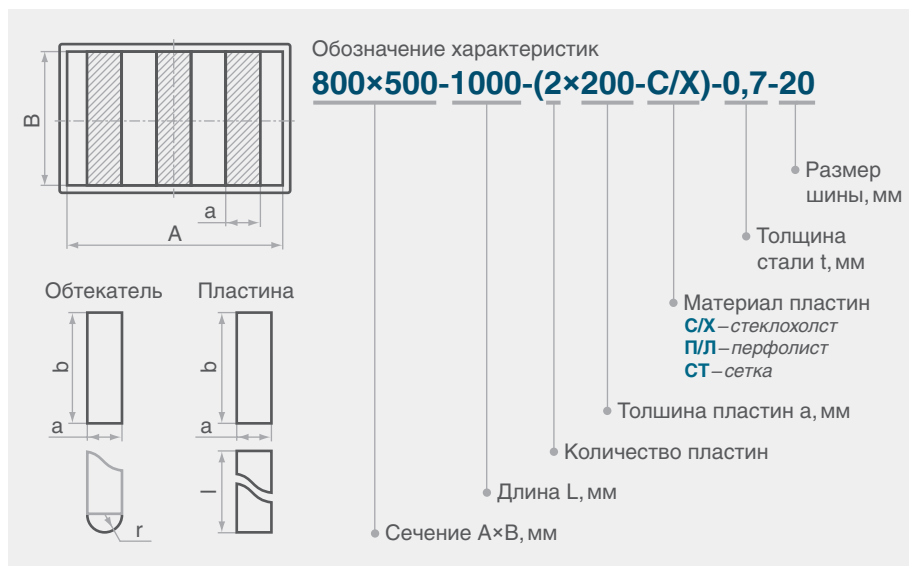 Обозначение характеристик
800×500-1000-(2×200-С/Х)-0,7-20
B
a
A
Размер
шины, мм
Толщина
стали t, мм
Обтекатель
Пластина
Материал пластин
С/Х – стеклохолст
П/Л – перфолист
СТ – сетка
b
b
a
a
Толшина пластин a, мм
Количество пластин
l
Длина L, мм
r
Сечение A×B, мм